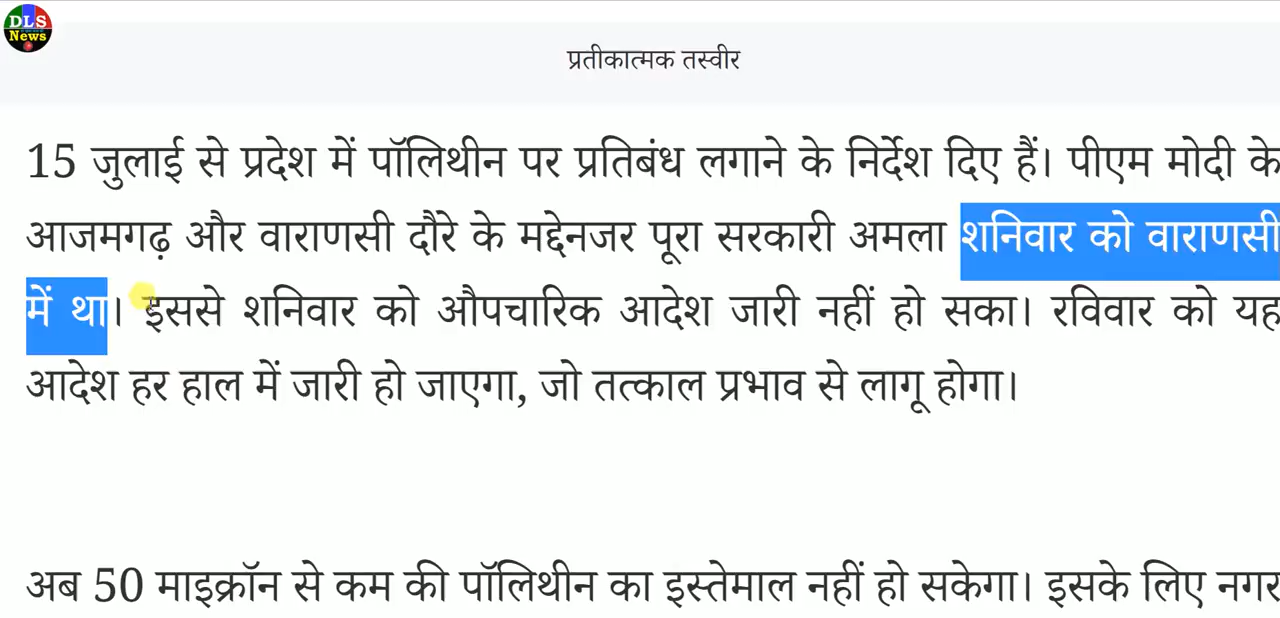 DLS
News
प्रतीकात्मक तस्वीर
15 जुलाई से प्रदेश में पॉलिथीन पर प्रतिबंध लगाने के निर्देश दिए हैं। पीएम मोदी के
आजमगढ़ और वाराणसी दौरे के मद्देनजर पूरा सरकारी अमला शनिवार को वाराणसी
में था। इससे शनिवार को औपचारिक आदेश जारी नहीं हो सका। रविवार को यह
आदेश हर हाल में जारी हो जाएगा, जो तत्काल प्रभाव से लागू होगा।
अब 50 माइक्रॉन से कम की पॉलिथीन का इस्तेमाल नहीं हो सकेगा। इसके लिए नगर